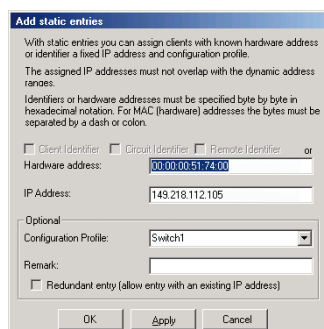 Add static entries
With static entries you can assign clients with known hardware address
or identifier a fixed IP address and configuration profile.
The assigned IP addresses must not overlap with the dynamic address
ranges.
Identifiers or hardware addresses must be specified byte by byte in
hexadecimal notation. For MAC (hardware) addresses the bytes must be
separated by a dash or colon.
Client Identifier Circuit Identifier Remote Identifier or
Hardware address: 00:00:00:51:74:00
IP Address: 149.218.112.105
Optional
Configuration Profile: Switch1
Remark:
Redundant entry (allow entry with an existing IP address)
OK Apply Cancel